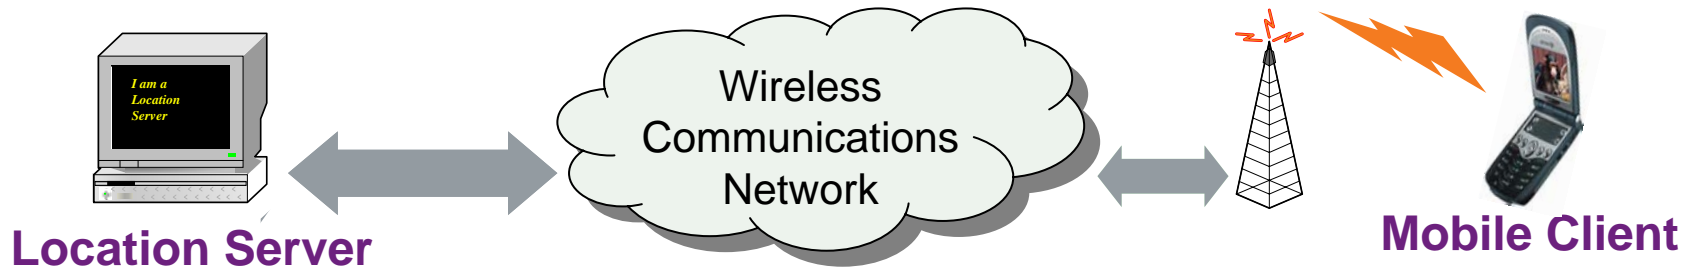 I am a
Location
Server
Wireless
Communications
Network
Location Server
Mobile Client